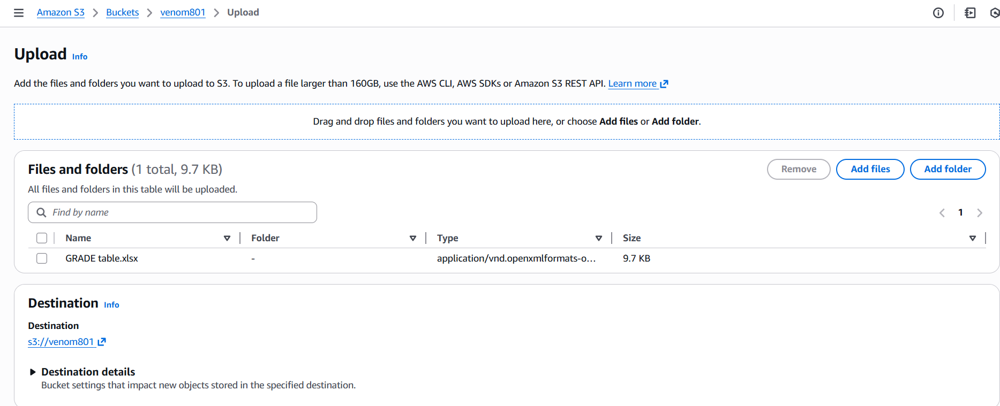 Amazon S3 > Buckets > venom801 > Upload
Upload Info
Add the files and folders you want to upload to S3. To upload a file larger than 160GB, use the AWS CLI, AWS SDKs or Amazon S3 REST API. Learn more
Drag and drop files and folders you want to upload here, or choose Add files or Add folder.
Files and folders (1 total, 9.7 KB)
Remove Add files Add folder
All files and folders in this table will be uploaded.
Find by name
1
Name Folder Type Size
GRADE table.xlsx - application/vnd.openxmlformats-o... 9.7 KB
Destination Info
Destination
s3://venom801
Destination details
Bucket settings that impact new objects stored in the specified destination.